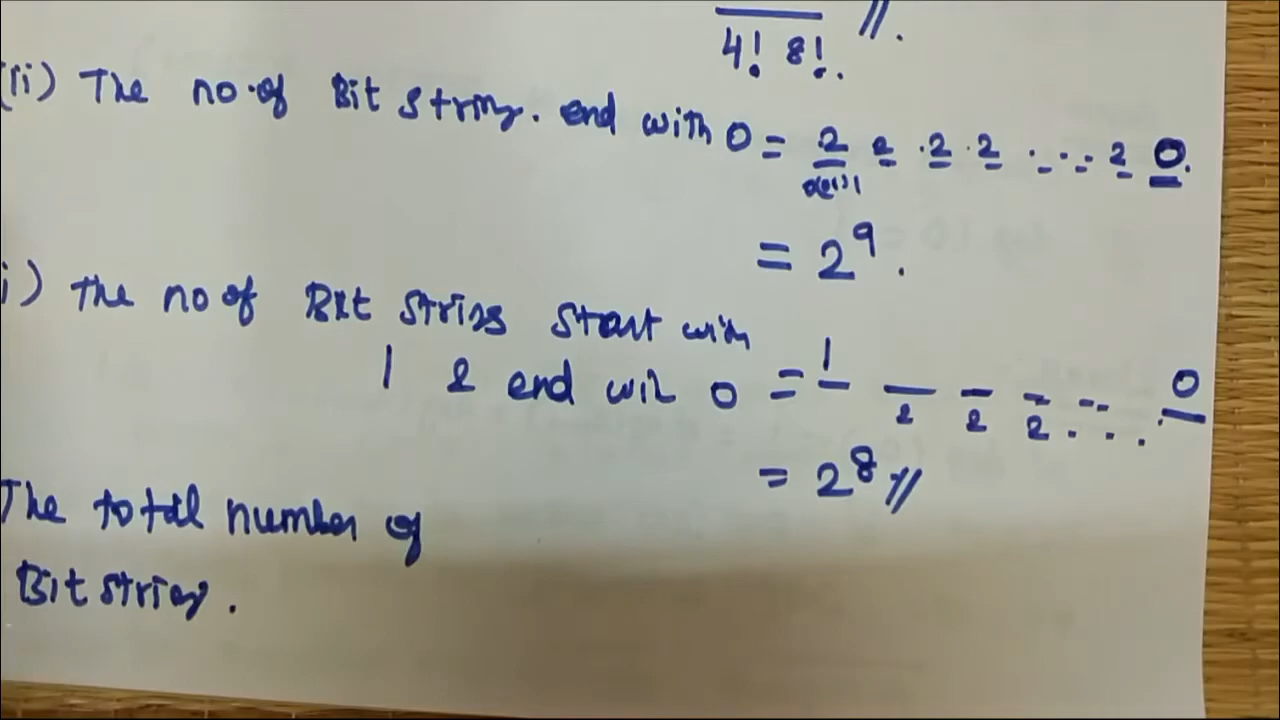 4! 8! //.
(ii) The no. of Bit string. end with 0 = 2 2 .2 .2 . . . 2 0.
= 2^9.
i) The no of Bit strings start with
1 & end with 0 = 1 _ _ _ ... 0
2 2 2 . . .
= 2^8 //
The total number of
Bit string.